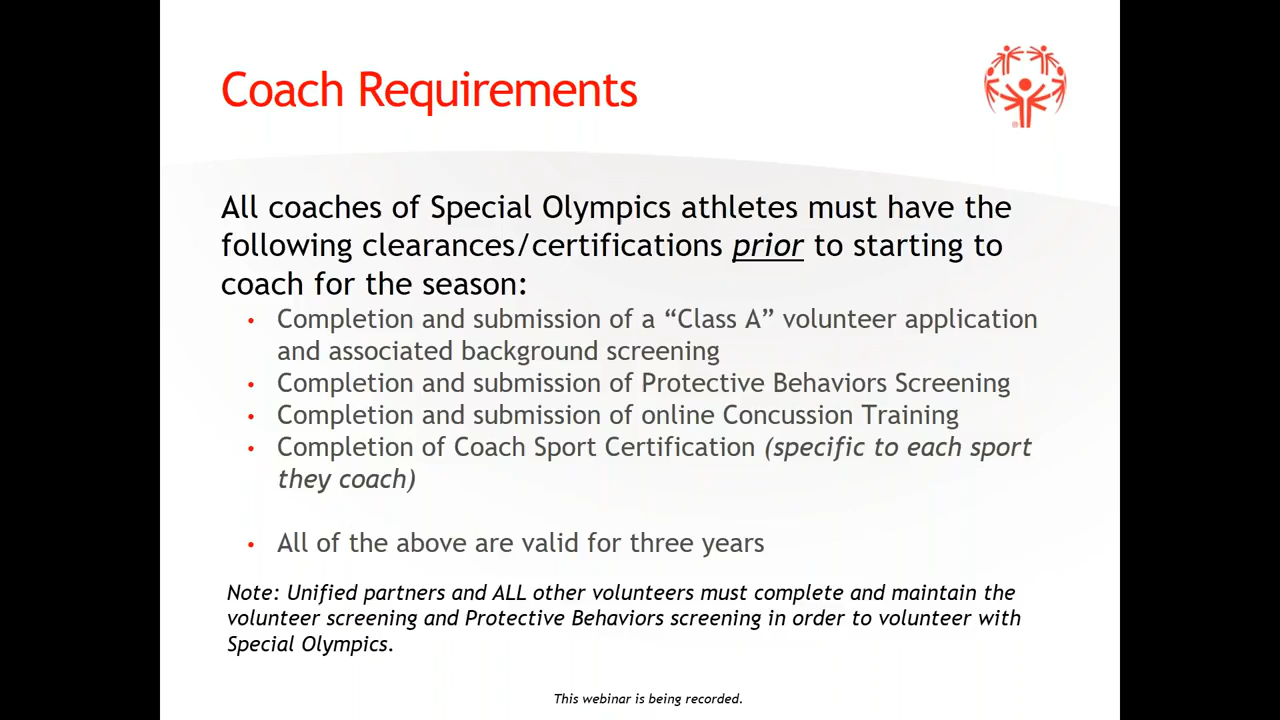 Coach Requirements
®
All coaches of Special Olympics athletes must have the
following clearances/certifications prior to starting to
coach for the season:
• Completion and submission of a “Class A” volunteer application
and associated background screening
• Completion and submission of Protective Behaviors Screening
• Completion and submission of online Concussion Training
• Completion of Coach Sport Certification (specific to each sport
they coach)
• All of the above are valid for three years
Note: Unified partners and ALL other volunteers must complete and maintain the
volunteer screening and Protective Behaviors screening in order to volunteer with
Special Olympics.
This webinar is being recorded.